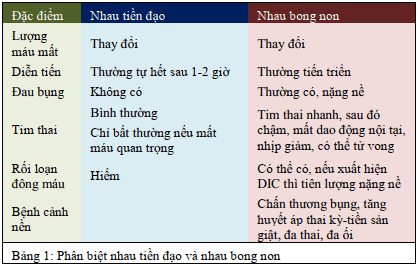 Đặc điểm Nhau tiền đạo Nhau bong non
Lượng
máu mất
Thay đổi
Thay đổi
Diễn tiến
Thường tự hết sau 1-2 giờ
Thường tiến triển
Đau bụng
Không có
Thường có, nặng nề
Tim thai
Bình thường
Chỉ bất thường nếu mất
máu quan trọng
Tim thai nhanh, sau đó
chậm, mất dao động nội tại,
nhịp giảm, có thể tử vong
Rối loạn
đông máu
Hiếm
Có thể có, nếu xuất hiện
DIC thì tiên lượng nặng nề
Bệnh cảnh
nền
Chấn thương bụng, tăng
huyết áp thai kỳ-tiền sản
giật, đa thai, đa ối
Bảng 1: Phân biệt nhau tiền đạo và nhau bong non